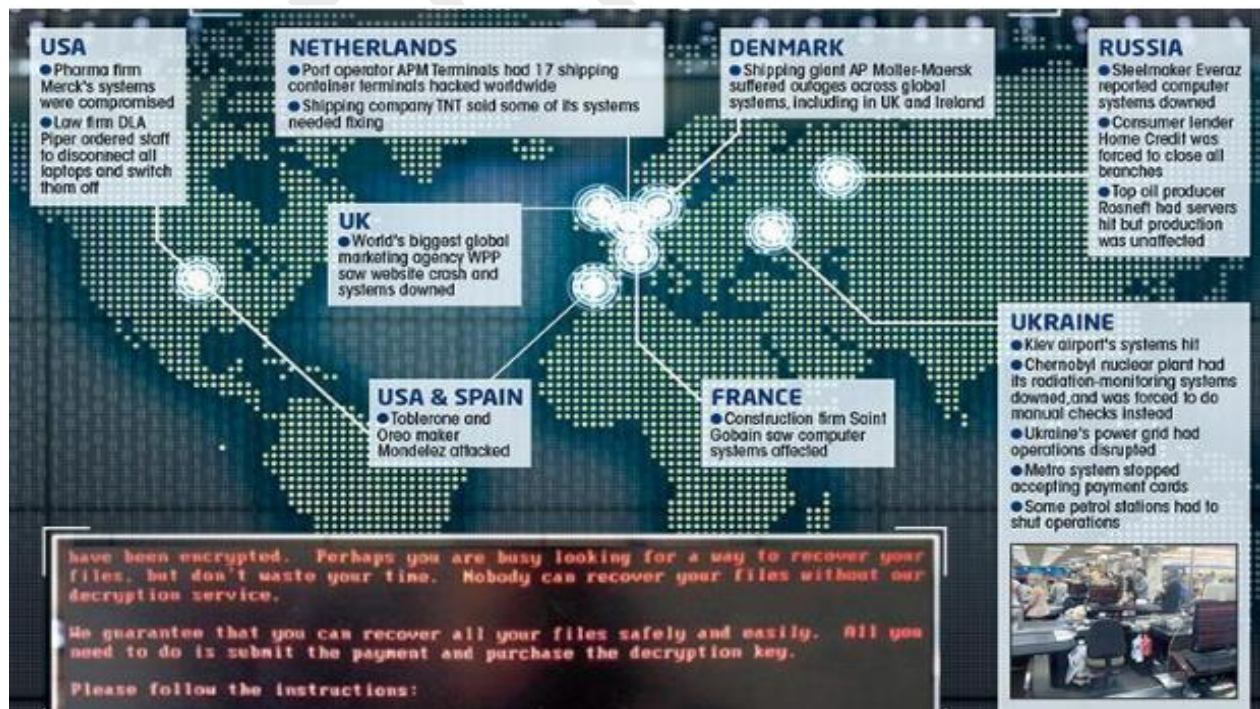 USA
● Pharma firm
Merck's systems
were compromised
● Law firm DLA
Piper ordered staff
to disconnect all
laptops and switch
them off
NETHERLANDS
● Port operator APM Terminals had 17 shipping
container terminals hacked worldwide
● Shipping company TNT said some of its systems
needed fixing
DENMARK
● Shipping giant AP Moller-Maersk
suffered outages across global
systems, including in UK and Ireland
RUSSIA
● Steelmaker Everaz
reported computer
systems downed
● Consumer lender
Home Credit was
forced to close all
branches
● Top oil producer
Rosneft had servers
hit but production
was unaffected
UK
● World's biggest global
marketing agency WPP
saw website crash and
systems downed
UKRAINE
● Kiev airport's systems hit
● Chernobyl nuclear plant had
its radiation-monitoring systems
downed,and was forced to do
manual checks instead
● Ukraine's power grid had
operations disrupted
● Metro system stopped
accepting payment cards
● Some petrol stations had to
shut operations
USA & SPAIN
● Toblerone and
Oreo maker
Mondelez attacked
FRANCE
● Construction firm Saint
Gobain saw computer
systems affected
have been encrypted. Perhaps you are busy looking for a way to recover your
files, but don't waste your time. Nobody can recover your files without our
decryption service.
We guarantee that you can recover all your files safely and easily. All you
need to do is submit the payment and purchase the decryption key.
Please follow the instructions: